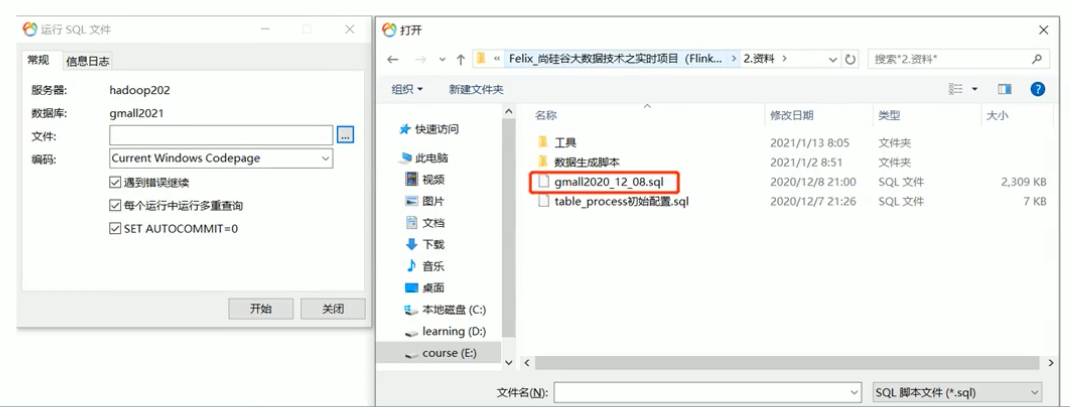 运行 SQL 文件
常规 信息日志
服务器: hadoop202
数据库: gmall2021
文件: ...
编码: Current Windows Codepage
遇到错误继续
每个运行中运行多重查询
SET AUTOCOMMIT=0
开始 关闭
打开
« Felix_尚硅谷大数据技术之实时项目（Flink... > 2.资料 > 搜索"2.资料"
组织 新建文件夹
快速访问
此电脑
视频
图片
文档
下载
音乐
桌面
本地磁盘 (C:)
learning (D:)
course (E:)
名称 修改日期 类型 大小
工具 2021/1/13 8:05 文件夹
数据生成脚本 2021/1/2 8:51 文件夹
gmall2020_12_08.sql 2020/12/8 21:00 SQL 文件 2,309 KB
table_process初始配置.sql 2020/12/7 21:26 SQL 文件 7 KB
文件名(N): SQL 脚本文件 (*.sql)